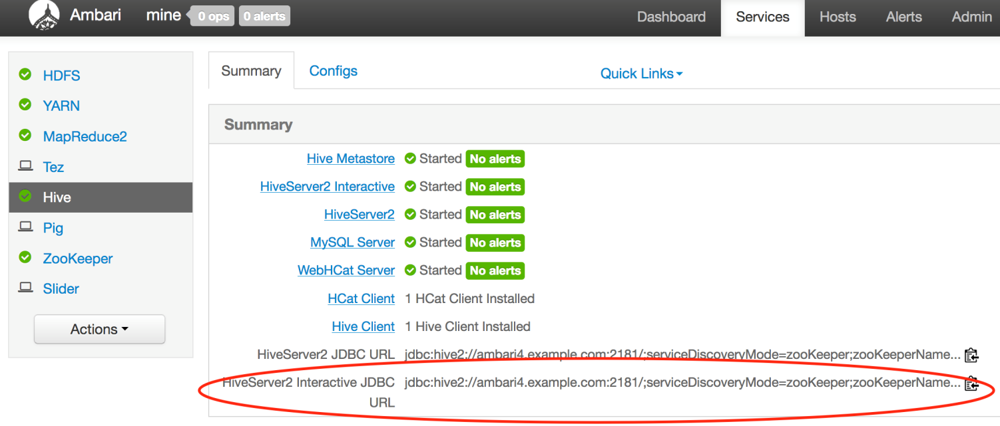 Ambari mine 0 ops 0 alerts Dashboard Services Hosts Alerts Admin
HDFS
YARN
MapReduce2
Tez
Hive
Pig
ZooKeeper
Slider
Actions
Summary Configs Quick Links
Summary
Hive Metastore Started No alerts
HiveServer2 Interactive Started No alerts
HiveServer2 Started No alerts
MySQL Server Started No alerts
WebHCat Server Started No alerts
HCat Client 1 HCat Client Installed
Hive Client 1 Hive Client Installed
HiveServer2 JDBC URL jdbc:hive2://ambari4.example.com:2181/;serviceDiscoveryMode=zooKeeper;zooKeeperName...
HiveServer2 Interactive JDBC jdbc:hive2://ambari4.example.com:2181/;serviceDiscoveryMode=zooKeeper;zooKeeperName...
URL